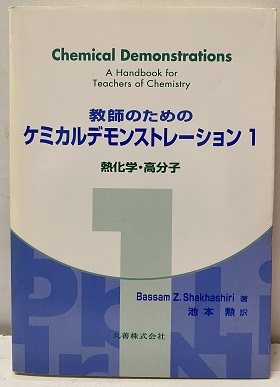 Chemical Demonstrations
A Handbook for
Teachers of Chemistry
教師のための
ケミカルデモンストレーション 1
熱化学・高分子
1
Bassam Z. Shakhashiri 著
池本 勲 訳
丸善株式会社